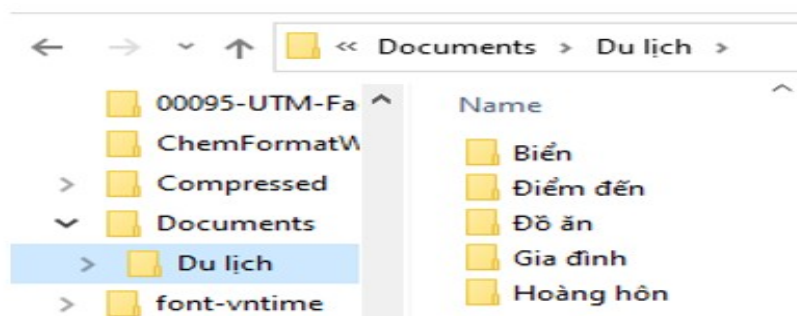 « Documents > Du lịch >
00095-UTM-Fa
ChemFormatW
Compressed
Documents
Du lịch
font-vntime
Name
Biển
Điểm đến
Đồ ăn
Gia đình
Hoàng hôn